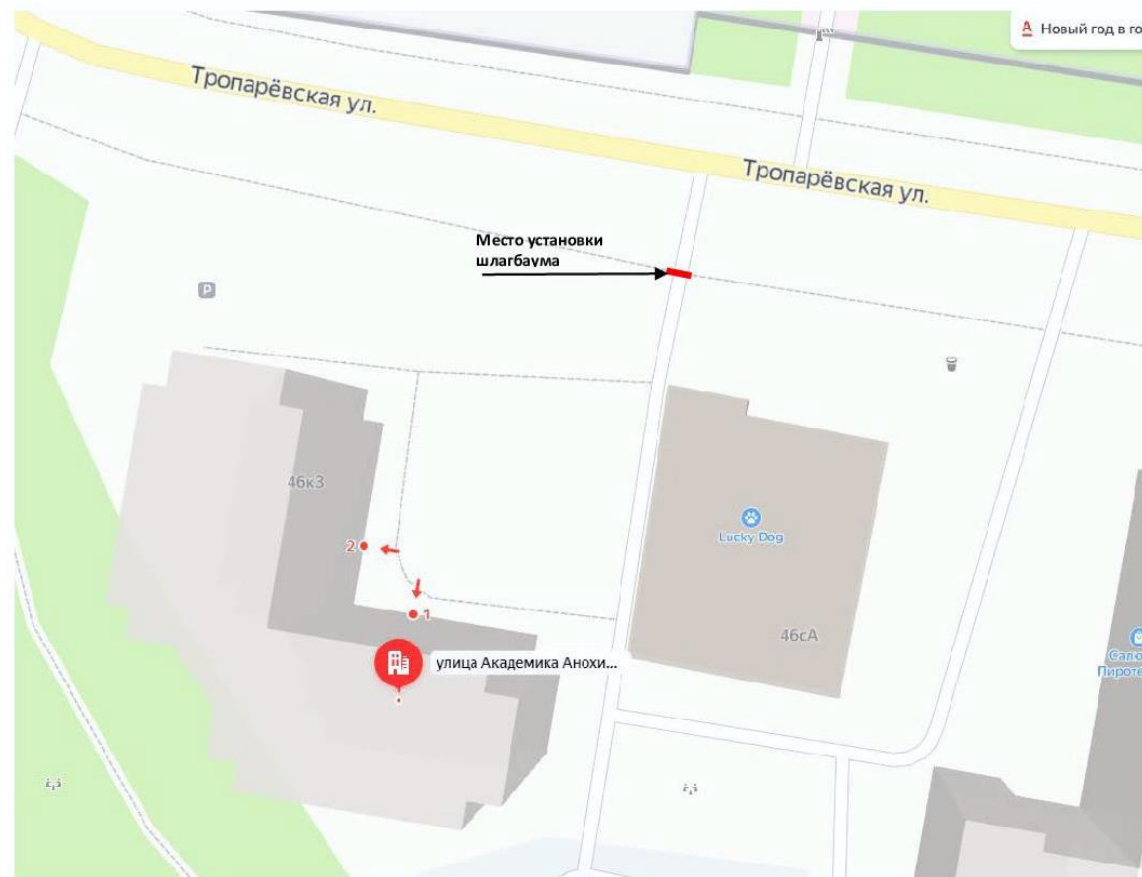 Новый год в го
Тропарёвская ул.
Тропарёвская ул.
Место установки
шлагбаума
P
46к3
Lucky Dog
2
1
46сА
улица Академика Анохи...
Салю
Пироте